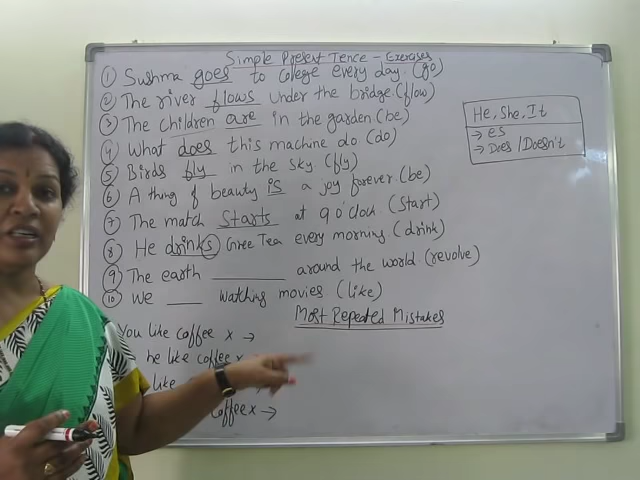 Simple Present Tence - Exercises
① Sushma goes to college every day. (go)
② The river flows under the bridge. (flow)
③ The children are in the garden. (be)
④ What does this machine do. (do)
⑤ Birds fly in the sky. (fly)
⑥ A thing of beauty is a joy forever. (be)
⑦ The match starts at 9 o'clock. (Start)
⑧ He drinks Green Tea every morning. (drink)
⑨ The earth ________ around the world (revolve)
⑩ We ____ watching movies (like)
He, She, It
→ es
→ Does / Doesn't
Most Repeated Mistakes
You like coffee x →
he like coffee x
like
coffee x →